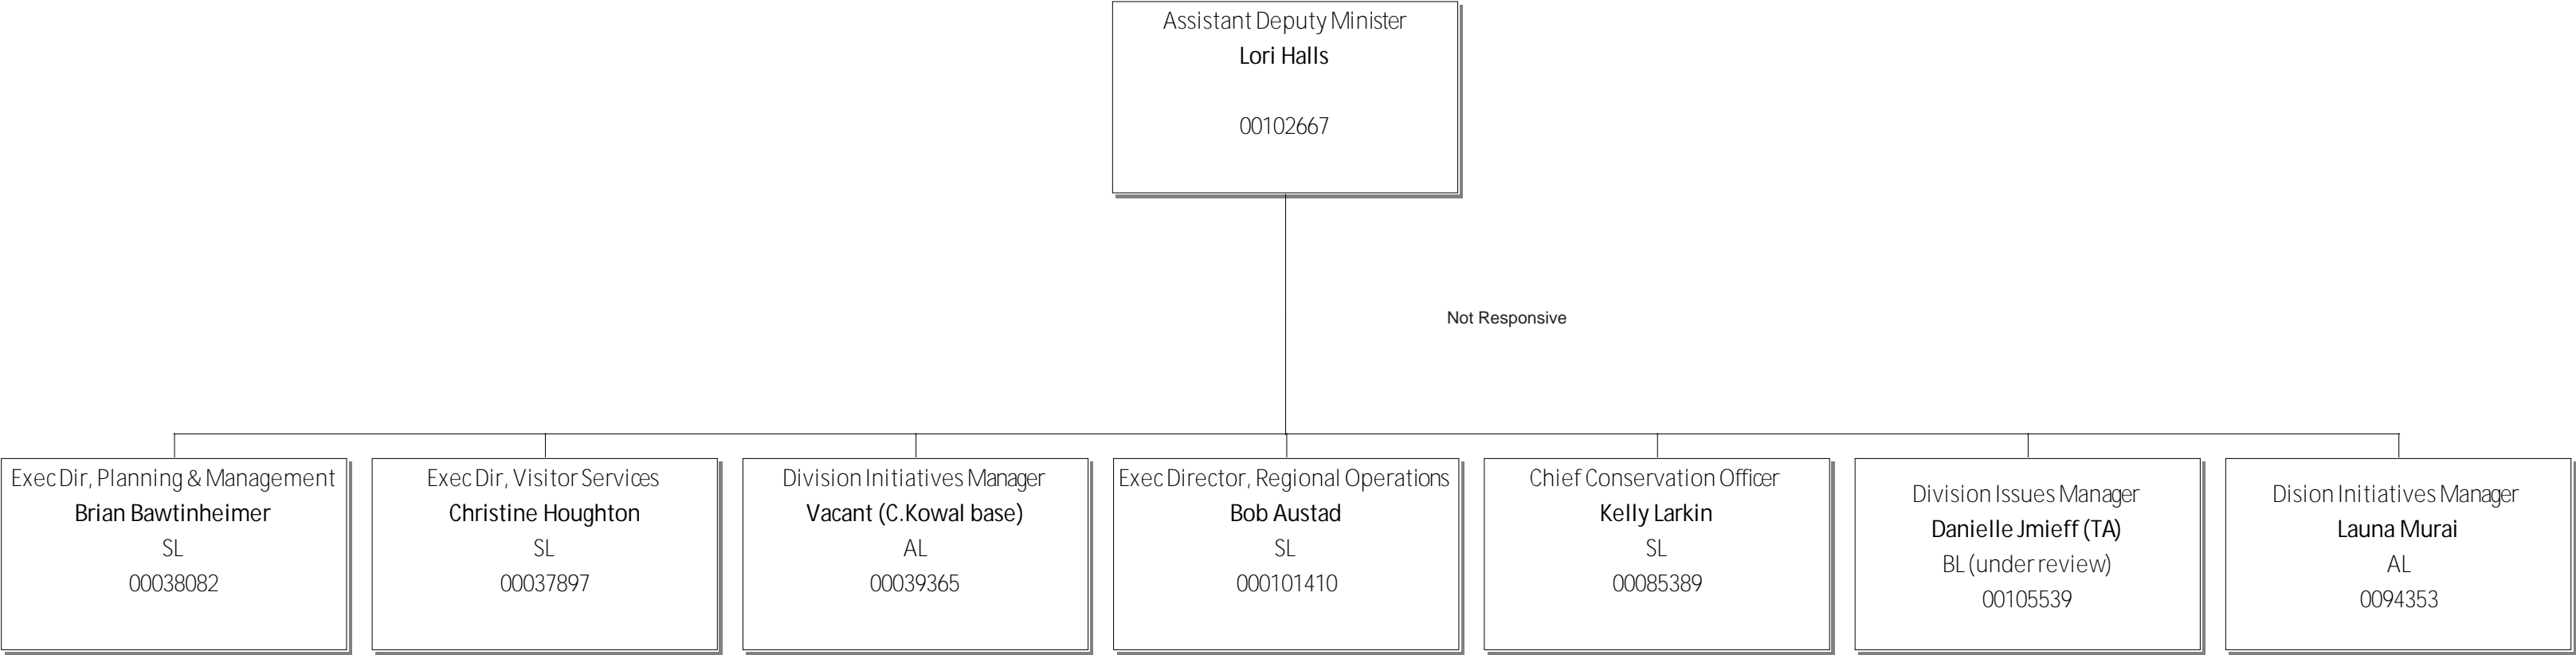 Assistant Deputy Minister
Lori Halls
00102667
Not Responsive
Exec Dir, Planning & Management
Brian Bawtinheimer
SL
00038082
Exec Dir, Visitor Services
Christine Houghton
SL
00037897
Division Initiatives Manager
Vacant (C.Kowal base)
AL
00039365
Exec Director, Regional Operations
Bob Austad
SL
000101410
Chief Conservation Officer
Kelly Larkin
SL
00085389
Division Issues Manager
Danielle Jmieff (TA)
BL (under review)
00105539
Dision Initiatives Manager
Launa Murai
AL
0094353